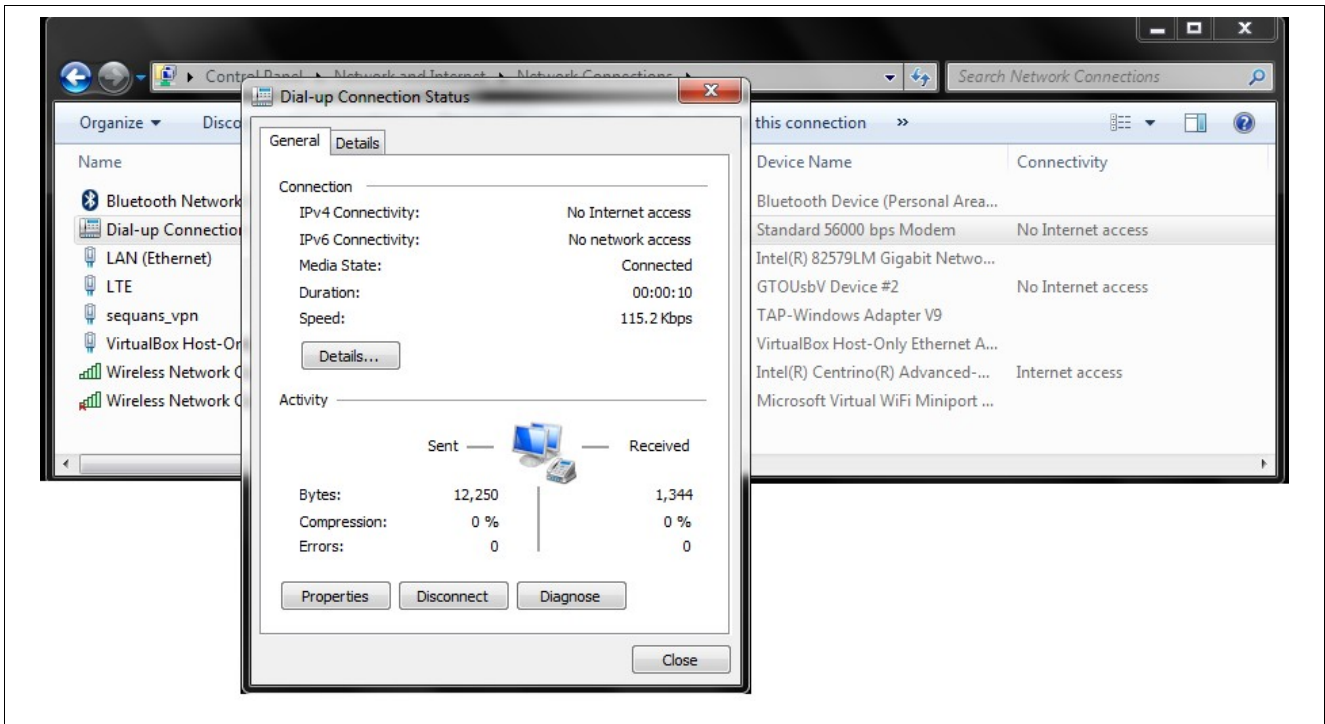 Control Panel ▸ Network and Internet ▸ Network Connections ▸
Search Network Connections
Dial-up Connection Status
Organize
Disco
this connection »
General
Details
Name
Device Name
Connectivity
Connection
Bluetooth Network
IPv4 Connectivity: No Internet access
Bluetooth Device (Personal Area...
Dial-up Connection
IPv6 Connectivity: No network access
Standard 56000 bps Modem No Internet access
LAN (Ethernet)
Media State: Connected
Intel(R) 82579LM Gigabit Netwo...
LTE
Duration: 00:00:10
GTOUsbV Device #2 No Internet access
sequans_vpn
Speed: 115.2 Kbps
TAP-Windows Adapter V9
VirtualBox Host-On
Details...
VirtualBox Host-Only Ethernet A...
Wireless Network C
Intel(R) Centrino(R) Advanced-... Internet access
Wireless Network C
Activity
Microsoft Virtual WiFi Miniport ...
Sent — Received
Bytes: 12,250 1,344
Compression: 0 % 0 %
Errors: 0 0
Properties Disconnect Diagnose
Close